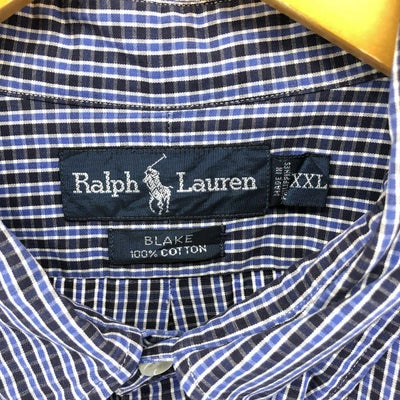 Ralph Lauren
MADE IN
PHILIPPINES
XXL
BLAKE
100% COTTON